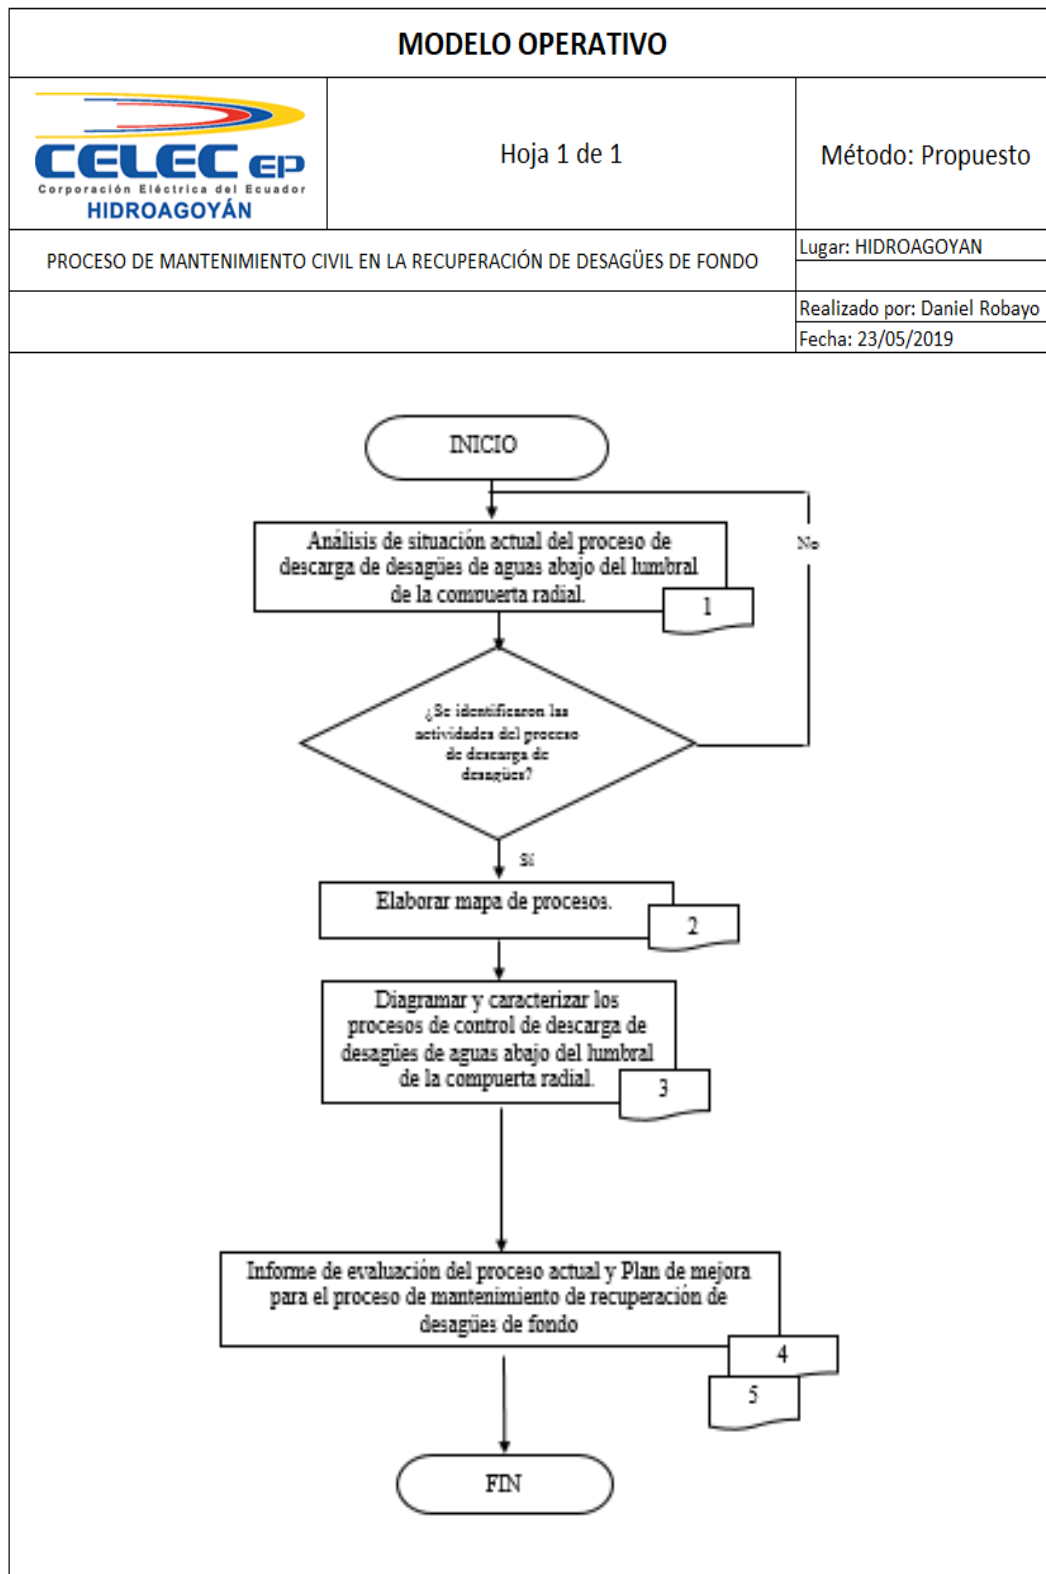 MODELO OPERATIVO
CELEC EP
Corporación Eléctrica del Ecuador
HIDROAGOYÁN
Hoja 1 de 1
Método: Propuesto
PROCESO DE MANTENIMIENTO CIVIL EN LA RECUPERACIÓN DE DESAGÜES DE FONDO
Lugar: HIDROAGOYAN
Realizado por: Daniel Robayo
Fecha: 23/05/2019
INICIO
No
Análisis de situación actual del proceso de
descarga de desagües de aguas abajo del lumbral
de la compuerta radial.
1
¿Se identificaron las
actividades del proceso
de descarga de
desagües?
Si
Elaborar mapa de procesos.
2
Diagramar y caracterizar los
procesos de control de descarga de
desagües de aguas abajo del lumbral
de la compuerta radial.
3
Informe de evaluación del proceso actual y Plan de mejora
para el proceso de mantenimiento de recuperación de
desagües de fondo
4
5
FIN